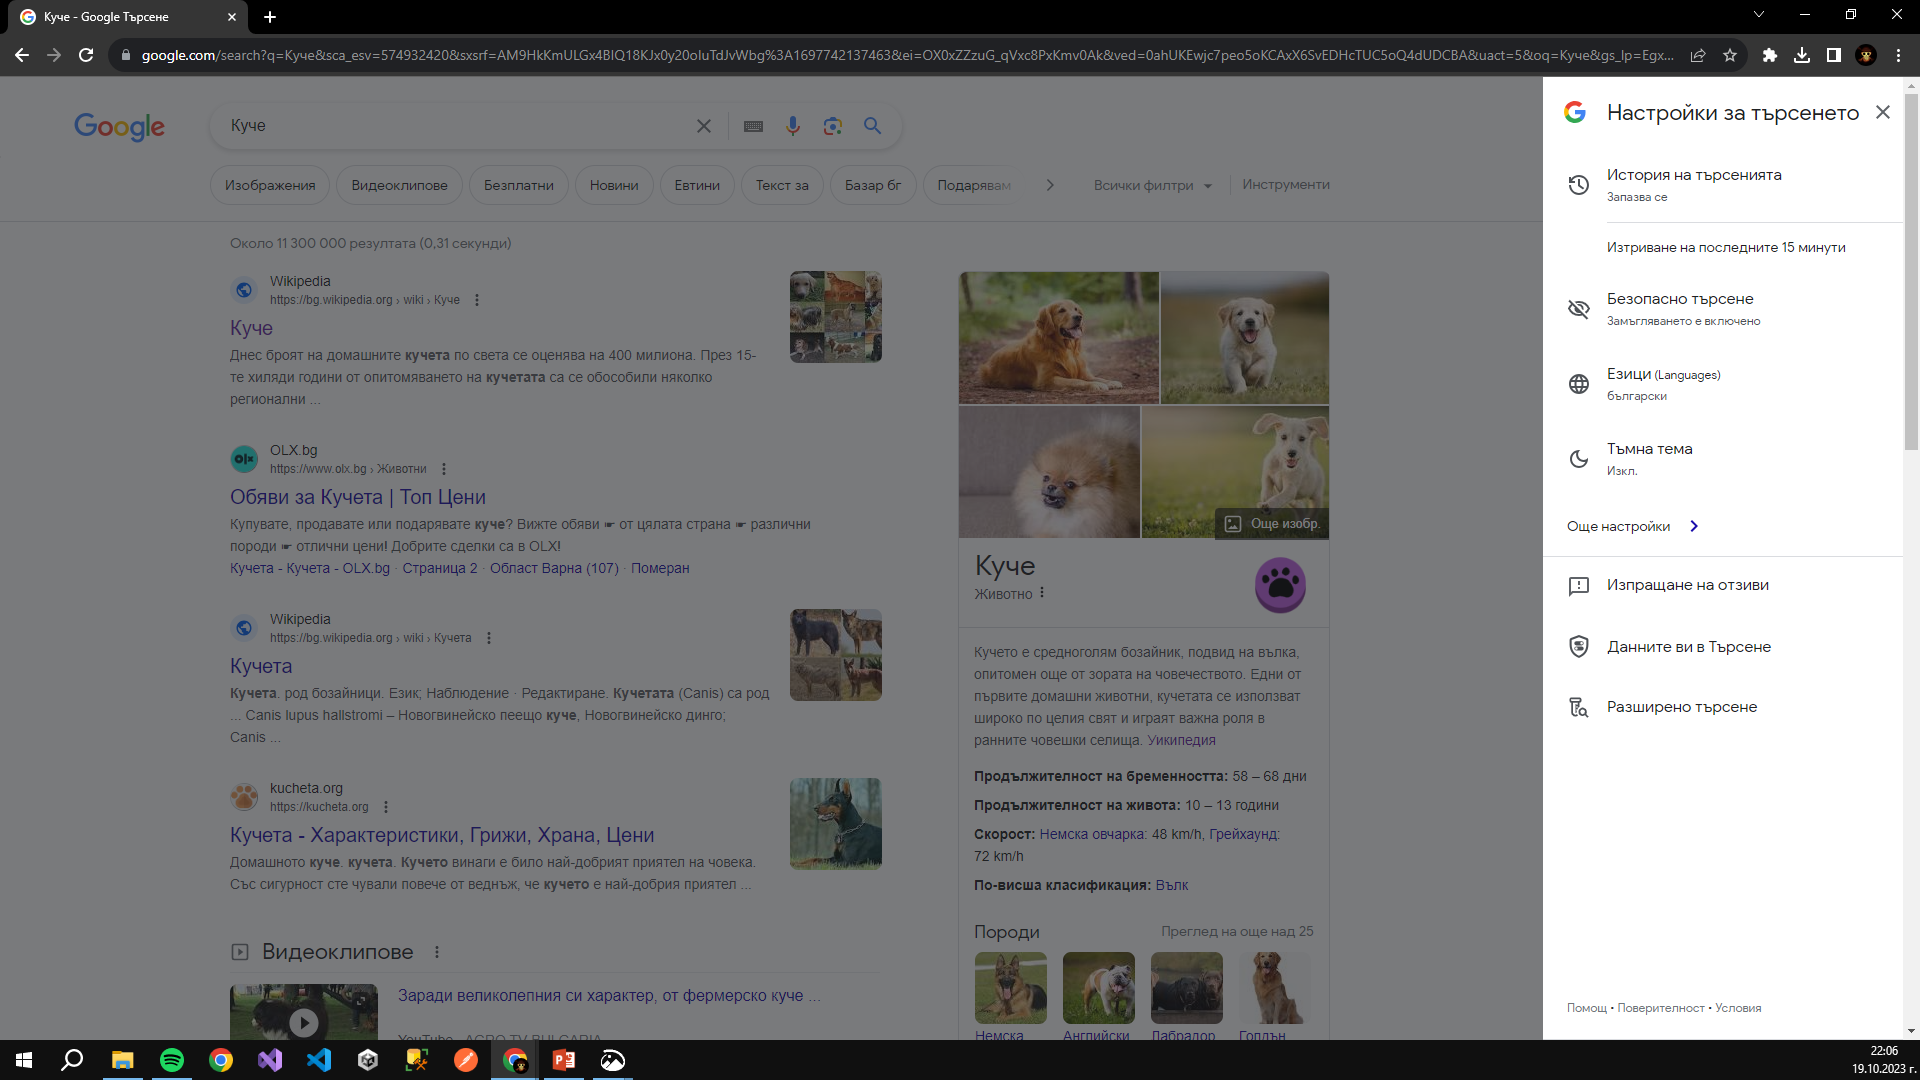 Куче - Google Търсене
google.com/search?q=Куче&sca_esv=574932420&sxsrf=AM9HkKmULGx4BIQ18KJx0y20oIuTdJvWbg%3A1697742137463&ei=OX0xZZzuG_qVxc8PxKmv0Ak&ved=0ahUKEwjc7peo5oKCAxX6SvEDHcTUC5oQ4dUDCBA&uact=5&oq=Куче&gs_lp=Egx...
Google
Куче
Изображения
Видеоклипове
Безплатни
Новини
Евтини
Текст за
Базар бг
Подарявам
Всички филтри
Инструменти
Около 11 300 000 резултата (0,31 секунди)
Wikipedia
https://bg.wikipedia.org › wiki › Куче
Куче
Днес броят на домашните кучета по света се оценява на 400 милиона. През 15-
те хиляди години от опитомяването на кучетата са се обособили няколко
регионални ...
OLX.bg
https://www.olx.bg › Животни
Обяви за Кучета | Топ Цени
Купувате, продавате или подарявате куче? Вижте обяви ☛ от цялата страна ☛ различни
породи ☛ отлични цени! Добрите сделки са в OLX!
Кучета - Кучета - OLX.bg · Страница 2 · Област Варна (107) · Померан
Wikipedia
https://bg.wikipedia.org › wiki › Кучета
Кучета
Кучета. род бозайници. Език; Наблюдение · Редактиране. Кучетата (Canis) са род
... Canis lupus hallstromi – Новогвинейско пеещо куче, Новогвинейско динго;
Canis ...
kucheta.org
https://kucheta.org
Кучета - Характеристики, Грижи, Храна, Цени
Домашното куче. кучета. Кучето винаги е било най-добрият приятел на човека.
Със сигурност сте чували повече от веднъж, че кучето е най-добрия приятел ...
Видеоклипове
Заради великолепния си характер, от фермерско куче ...
YouTube · AGRO TV BULGARIA
Още изобр.
Куче
Животно
Кучето е средноголям бозайник, подвид на вълка,
опитомен още от зората на човечеството. Едни от
първите домашни животни, кучетата се използват
широко по целия свят и играят важна роля в
ранните човешки селища. Уикипедия
Продължителност на бременността: 58 – 68 дни
Продължителност на живота: 10 – 13 години
Скорост: Немска овчарка: 48 km/h, Грейхаунд:
72 km/h
По-висша класификация: Вълк
Породи
Преглед на още над 25
Немска
Английски
Лабрадор
Голдън
Настройки за търсенето
История на търсенията
Запазва се
Изтриване на последните 15 минути
Безопасно търсене
Замъгляването е включено
Езици (Languages)
български
Тъмна тема
Изкл.
Още настройки
Изпращане на отзиви
Данните ви в Търсене
Разширено търсене
Помощ • Поверителност • Условия
22:06
19.10.2023 г.